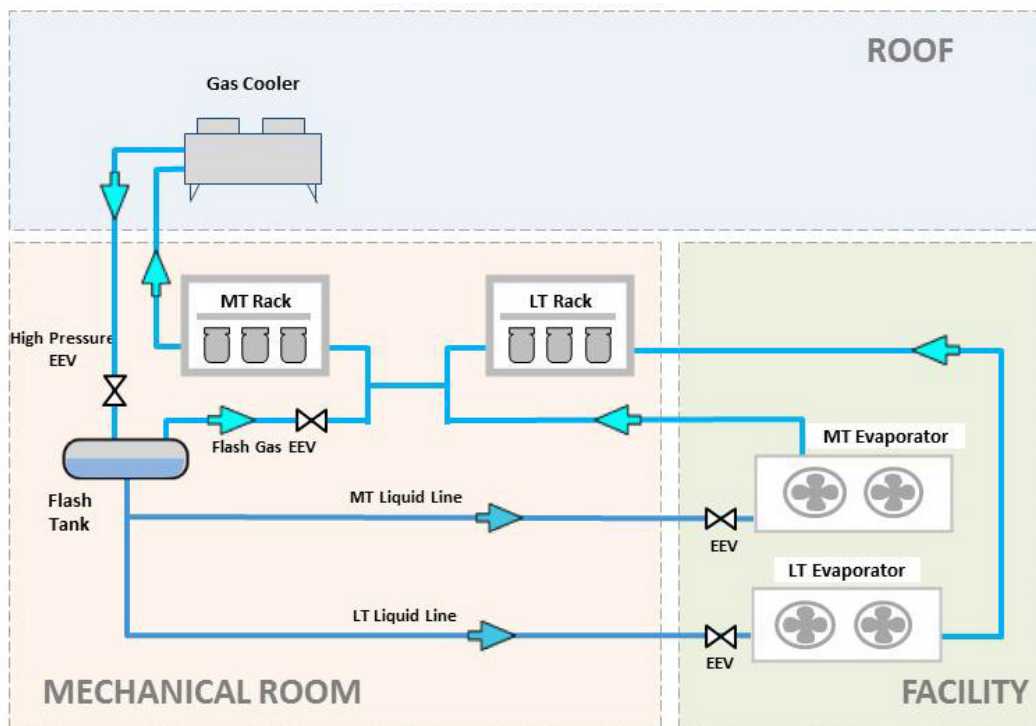 ROOF
Gas Cooler
MT Rack
LT Rack
High Pressure
EEV
Flash Gas EEV
MT Evaporator
Flash
Tank
MT Liquid Line
EEV
LT Evaporator
LT Liquid Line
EEV
MECHANICAL ROOM
FACILITY